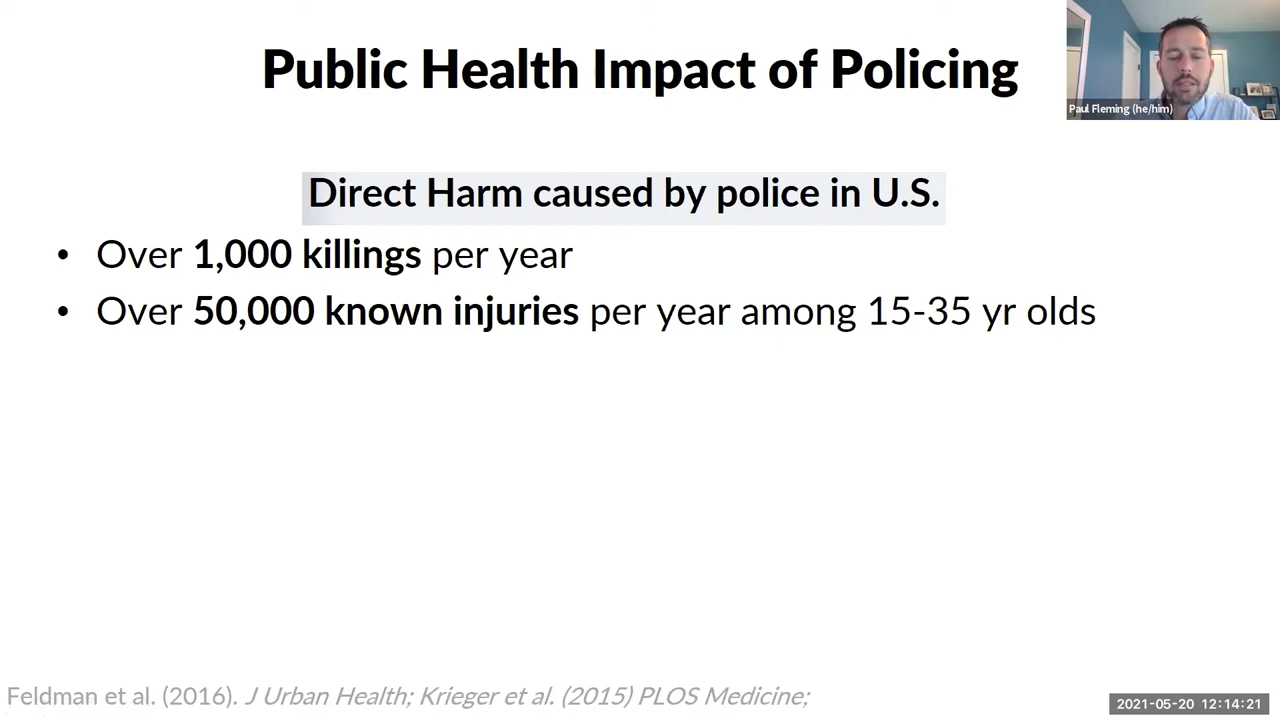 Public Health Impact of Policing
Paul Fleming (he/him)
Direct Harm caused by police in U.S.
• Over 1,000 killings per year
• Over 50,000 known injuries per year among 15-35 yr olds
Feldman et al. (2016). J Urban Health; Krieger et al. (2015) PLOS Medicine;
2021-05-20 12:14:21